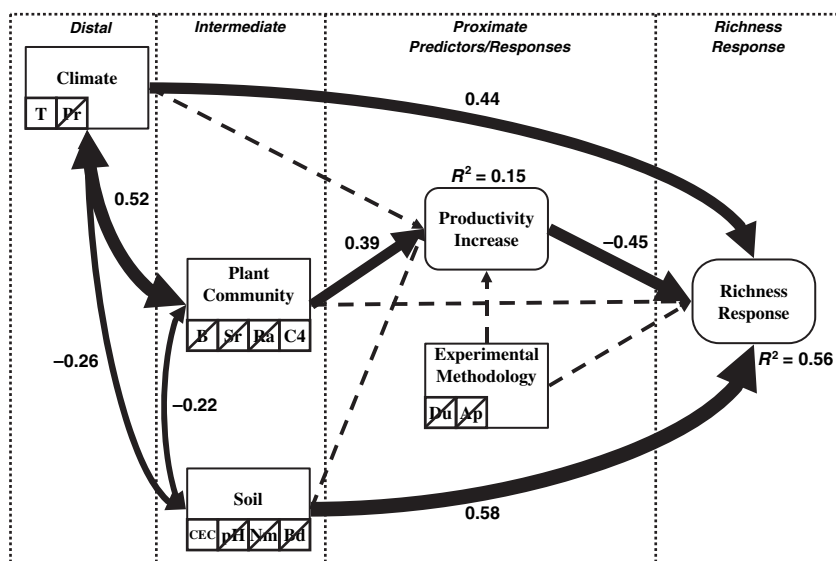 Distal
Intermediate
Proximate
Predictors/Responses
Richness
Response
Climate
T Pr
0.44
R² = 0.15
0.52
Productivity
Increase
0.39
–0.45
Plant
Community
B Sr Ra C4
Richness
Response
R² = 0.56
Experimental
Methodology
Du Ap
–0.26
–0.22
Soil
CEC pH Nm Bd
0.58